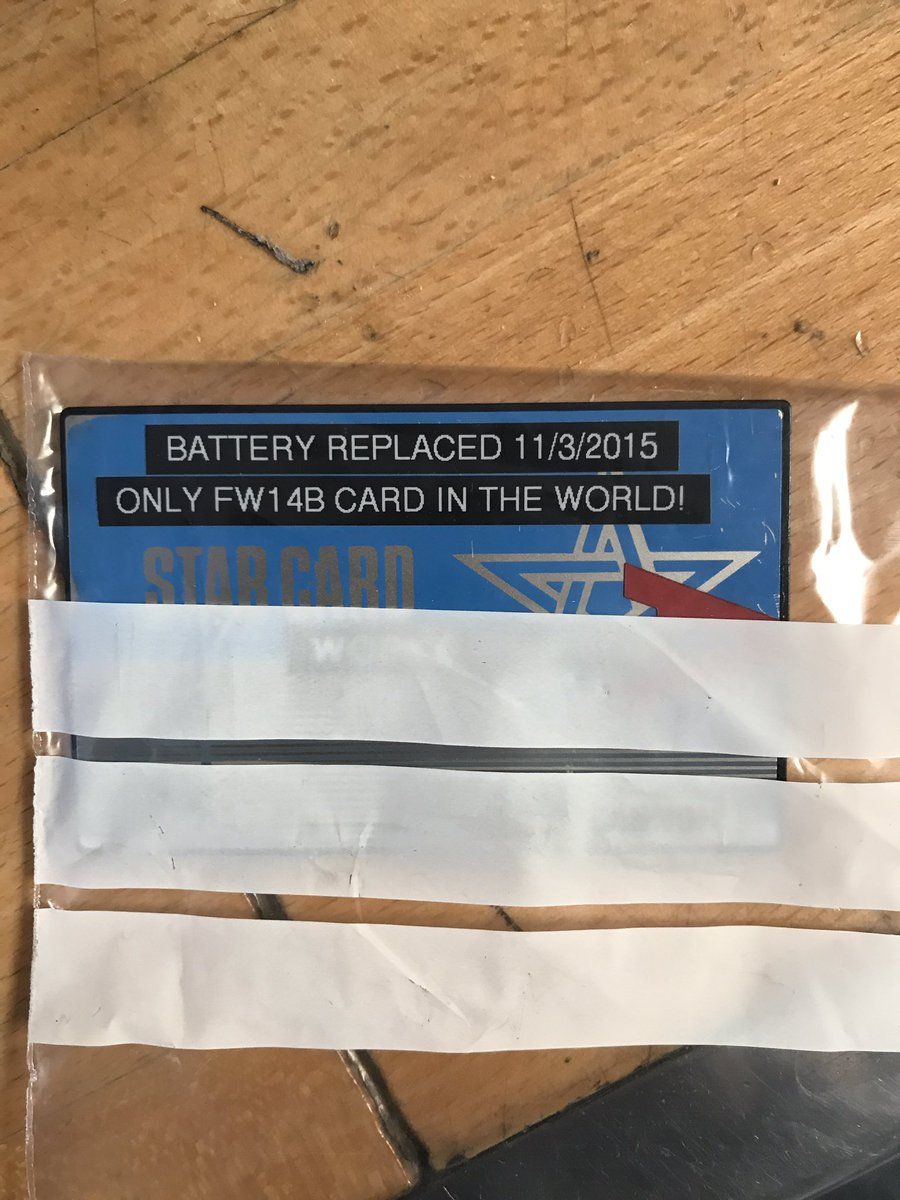 BATTERY REPLACED 11/3/2015
ONLY FW14B CARD IN THE WORLD!
STAR CARD